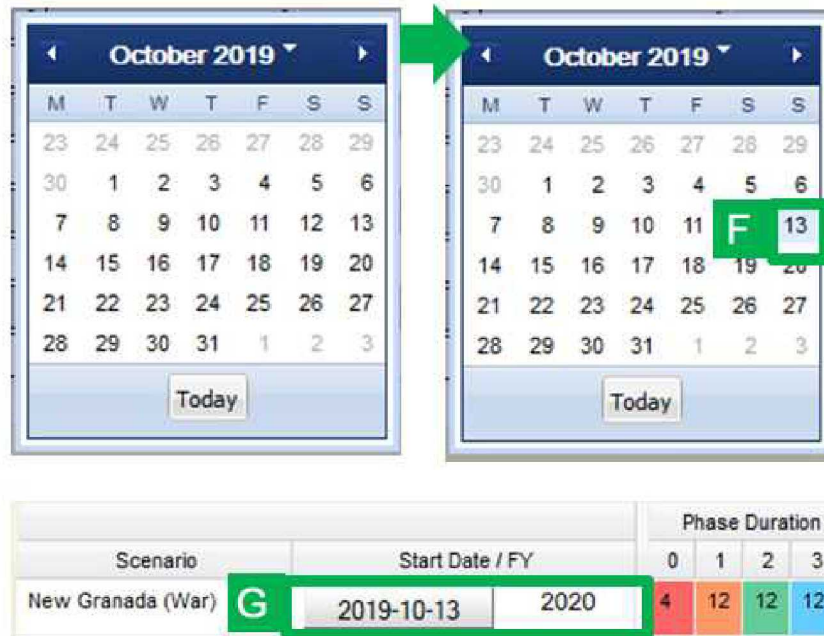 October 2019
M T W T F S S
23 24 25 26 27 28 29
30 1 2 3 4 5 6
7 8 9 10 11 12 13
14 15 16 17 18 19 20
21 22 23 24 25 26 27
28 29 30 31 1 2 3
Today
October 2019
M T W T F S S
23 24 25 26 27 28 29
30 1 2 3 4 5 6
7 8 9 10 11 F 13
14 15 16 17 18 19 20
21 22 23 24 25 26 27
28 29 30 31 1 2 3
Today
Phase Duration
Scenario Start Date / FY 0 1 2 3
New Granada (War) G 2019-10-13 2020 4 12 12 12